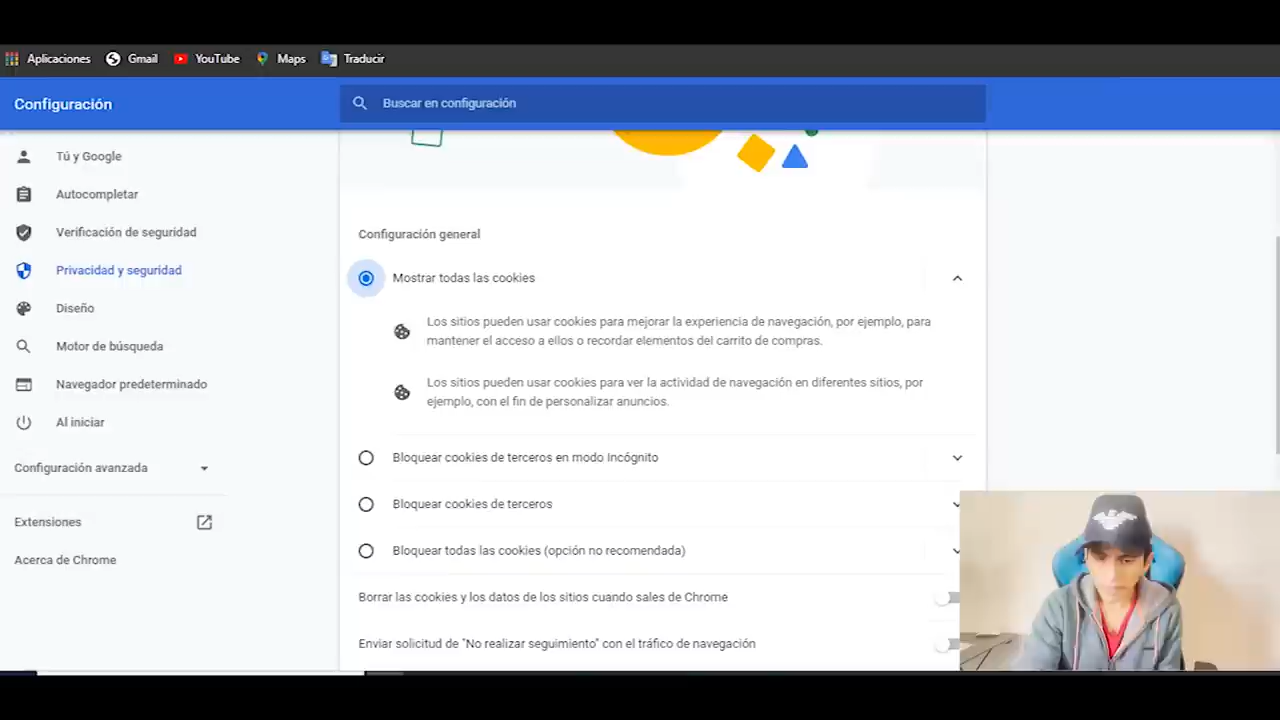 Aplicaciones Gmail YouTube Maps Traducir
Configuración
Buscar en configuración
Tú y Google
Autocompletar
Verificación de seguridad
Privacidad y seguridad
Diseño
Motor de búsqueda
Navegador predeterminado
Al iniciar
Configuración avanzada
Extensiones
Acerca de Chrome
Configuración general
Mostrar todas las cookies
Los sitios pueden usar cookies para mejorar la experiencia de navegación, por ejemplo, para
mantener el acceso a ellos o recordar elementos del carrito de compras.
Los sitios pueden usar cookies para ver la actividad de navegación en diferentes sitios, por
ejemplo, con el fin de personalizar anuncios.
Bloquear cookies de terceros en modo Incógnito
Bloquear cookies de terceros
Bloquear todas las cookies (opción no recomendada)
Borrar las cookies y los datos de los sitios cuando sales de Chrome
Enviar solicitud de "No realizar seguimiento" con el tráfico de navegación